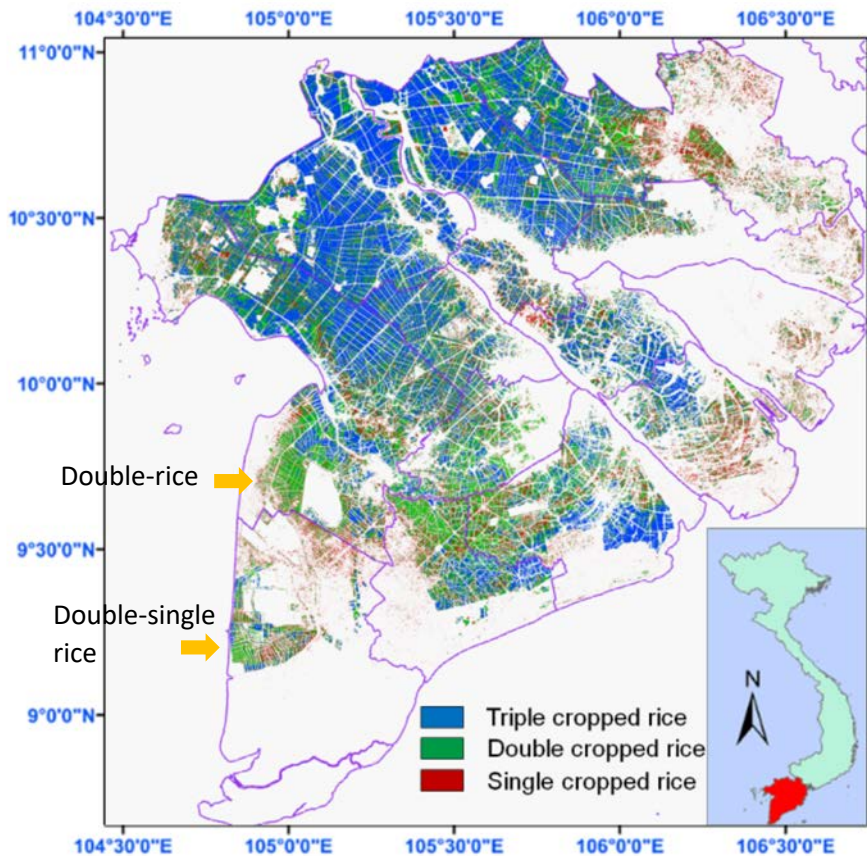 104°30'0"E 105°0'0"E 105°30'0"E 106°0'0"E 106°30'0"E
11°0'0"N
10°30'0"N
10°0'0"N
Double-rice
9°30'0"N
Double-single
rice
N
9°0'0"N
Triple cropped rice
Double cropped rice
Single cropped rice
104°30'0"E 105°0'0"E 105°30'0"E 106°0'0"E 106°30'0"E